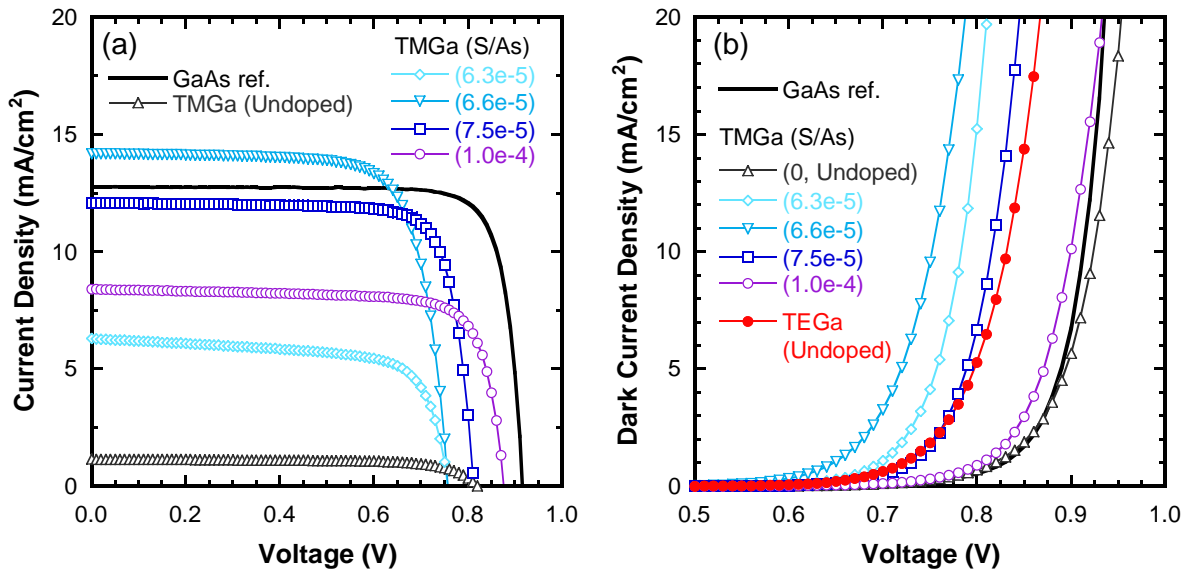 (a)
GaAs ref.
TMGa (Undoped)
TMGa (S/As)
(6.3e-5)
(6.6e-5)
(7.5e-5)
(1.0e-4)
20
15
10
5
0
Current Density (mA/cm²)
0.0 0.2 0.4 0.6 0.8 1.0
Voltage (V)
(b)
GaAs ref.
TMGa (S/As)
(0, Undoped)
(6.3e-5)
(6.6e-5)
(7.5e-5)
(1.0e-4)
TEGa
(Undoped)
20
15
10
5
0
Dark Current Density (mA/cm²)
0.5 0.6 0.7 0.8 0.9 1.0
Voltage (V)